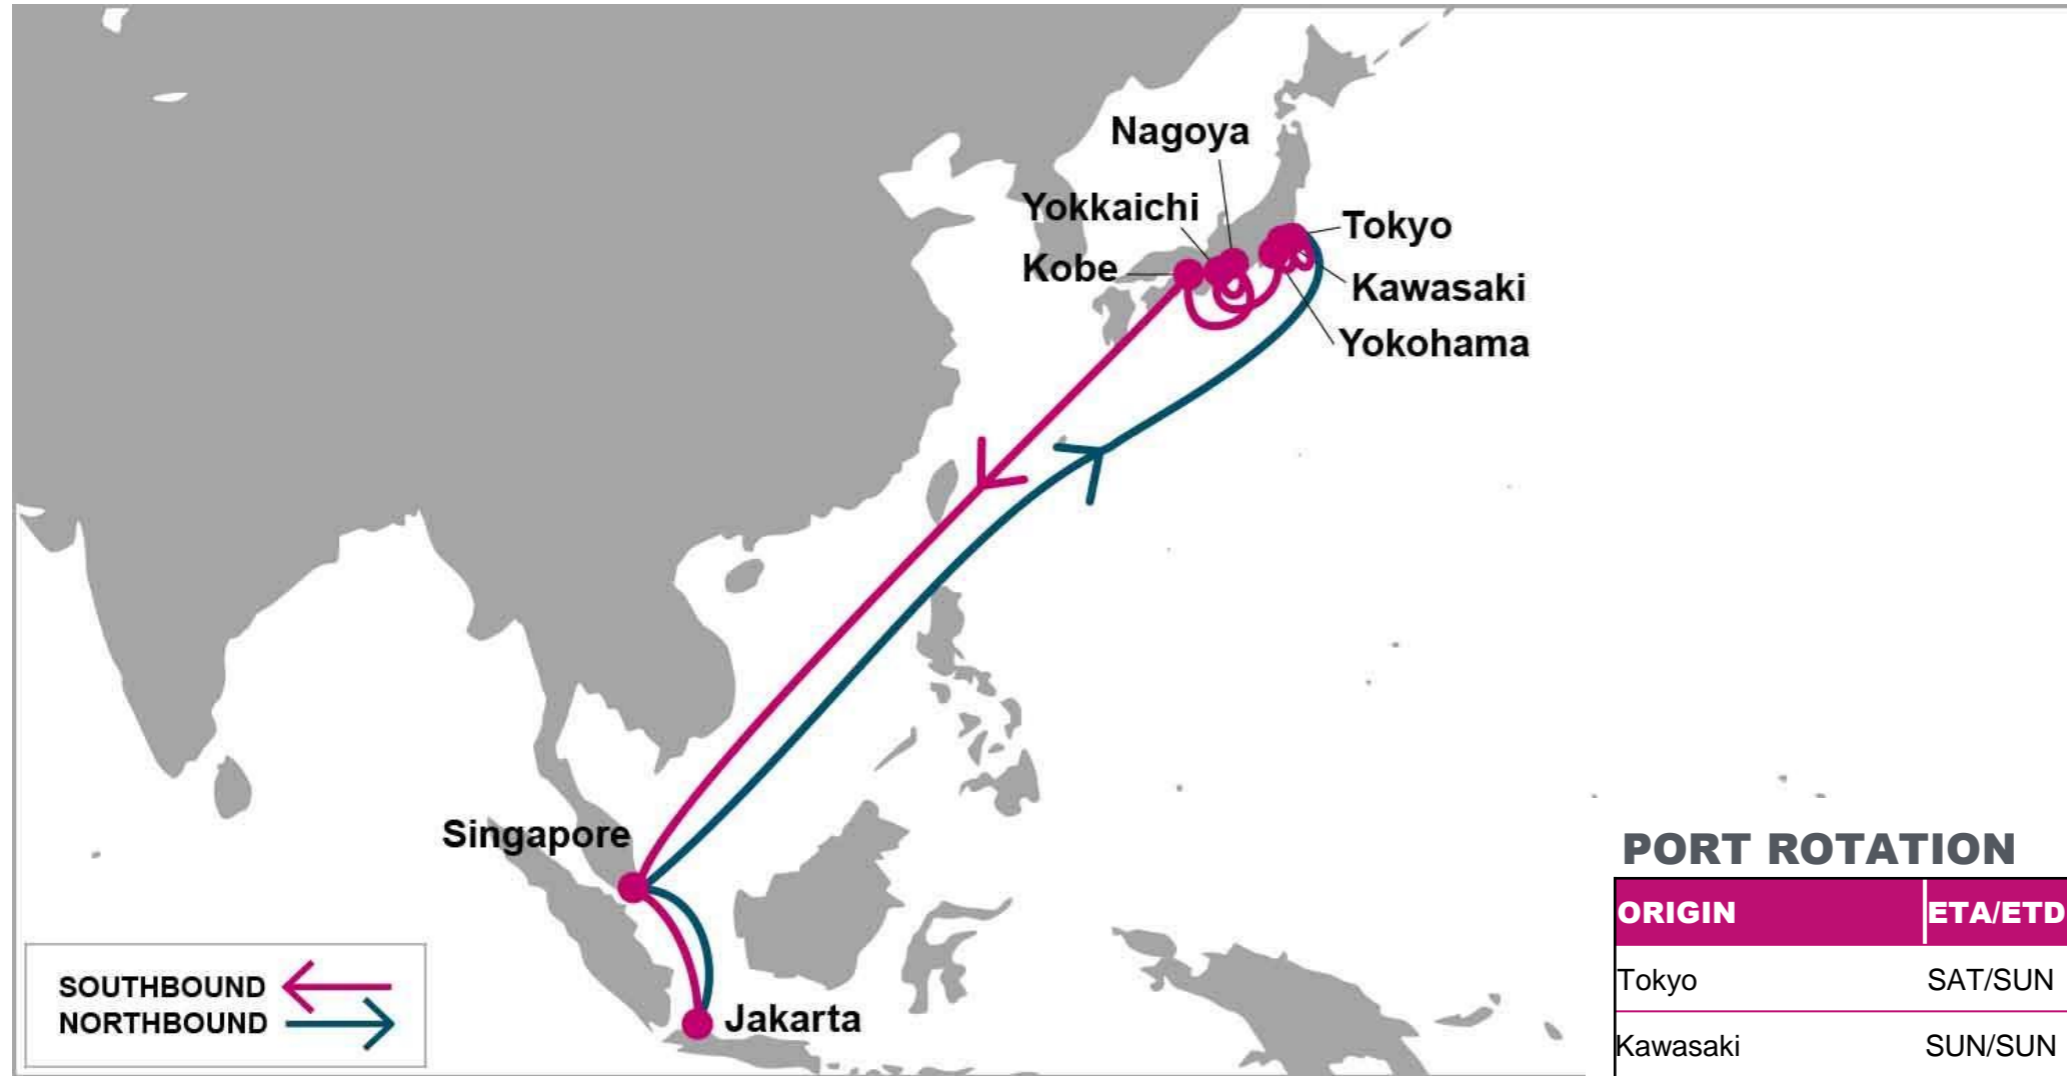 Nagoya
Yokkaichi
Tokyo
Kobe
Kawasaki
Yokohama
Singapore
Jakarta
SOUTHBOUND
NORTHBOUND
PORT ROTATION
ORIGIN ETA/ETD
Tokyo SAT/SUN
Kawasaki SUN/SUN